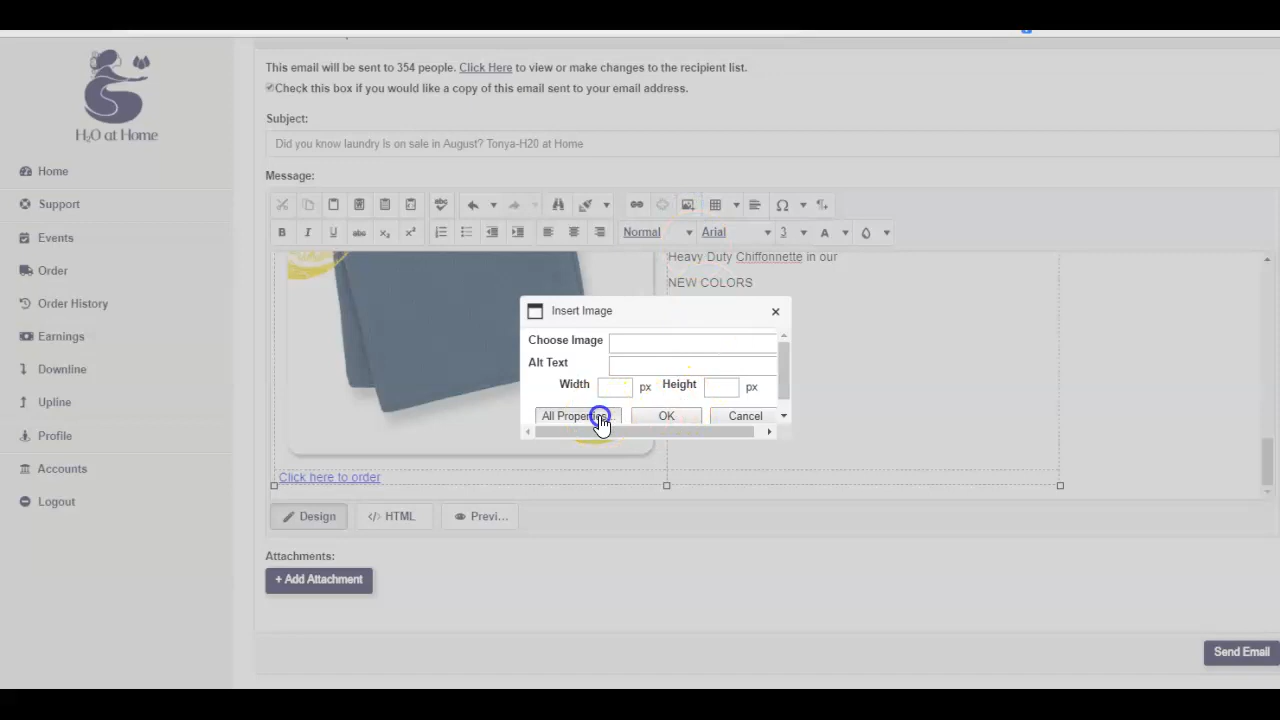 This email will be sent to 354 people. Click Here to view or make changes to the recipient list.
Check this box if you would like a copy of this email sent to your email address.
Subject:
Did you know laundry Is on sale in August? Tonya-H20 at Home
Message:
H2O at Home
Home
Support
Events
Order
Order History
Earnings
Downline
Upline
Profile
Accounts
Logout
Normal Arial 3
Heavy Duty Chiffonnette in our
NEW COLORS
Insert Image
Choose Image
Alt Text
Width px Height px
All OK Cancel
Click here to order
Design HTML Previ...
Attachments:
+ Add Attachment
Send Email